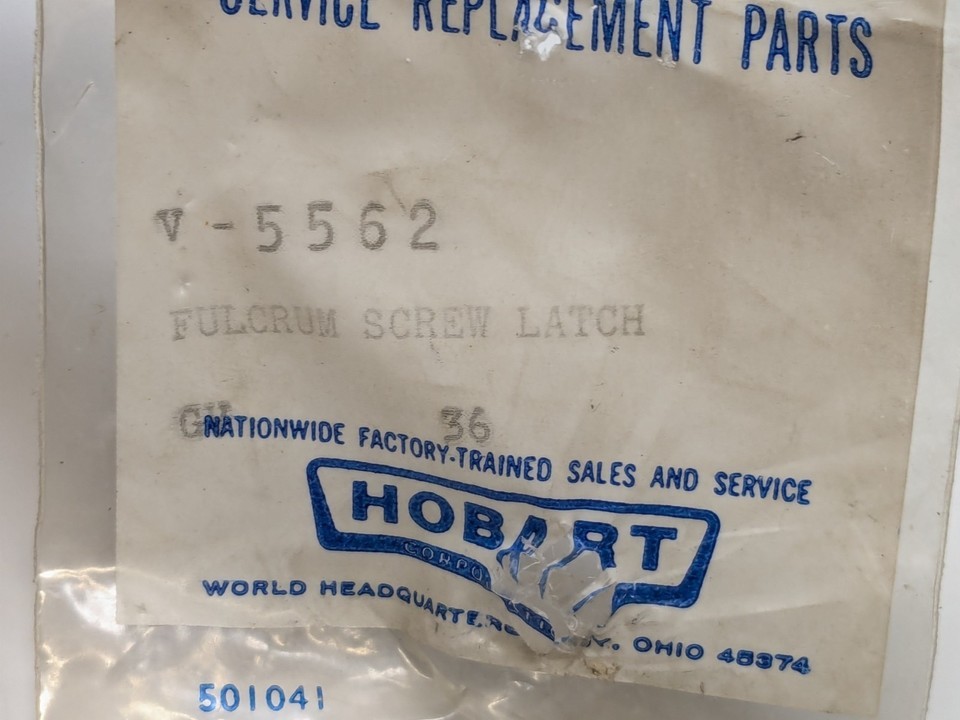 SERVICE REPLACEMENT PARTS
V-5562
FULCRUM SCREW LATCH
36
NATIONWIDE FACTORY-TRAINED SALES AND SERVICE
HOBART
WORLD HEADQUARTERS OHIO 45374
501041